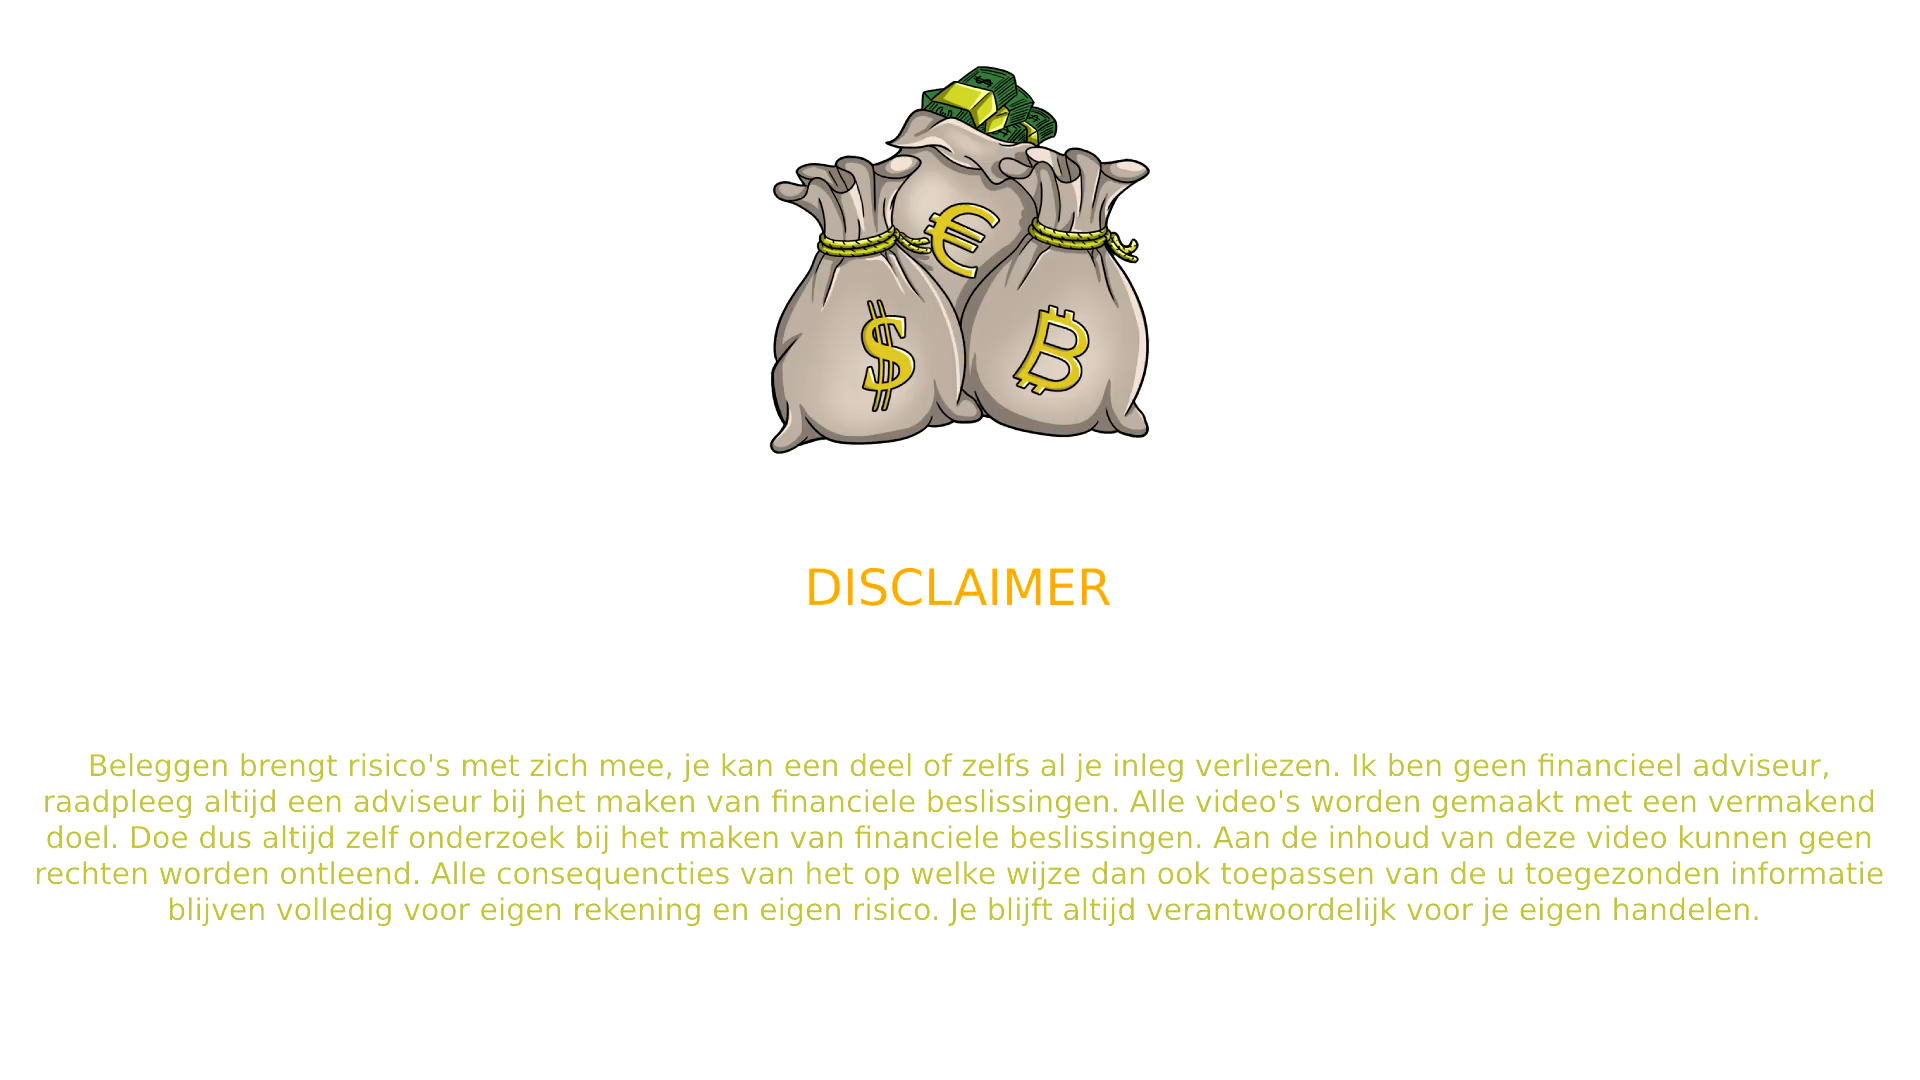 €
$
₿
DISCLAIMER
Beleggen brengt risico's met zich mee, je kan een deel of zelfs al je inleg verliezen. Ik ben geen financieel adviseur,
raadpleeg altijd een adviseur bij het maken van financiele beslissingen. Alle video's worden gemaakt met een vermakend
doel. Doe dus altijd zelf onderzoek bij het maken van financiele beslissingen. Aan de inhoud van deze video kunnen geen
rechten worden ontleend. Alle consequencties van het op welke wijze dan ook toepassen van de u toegezonden informatie
blijven volledig voor eigen rekening en eigen risico. Je blijft altijd verantwoordelijk voor je eigen handelen.